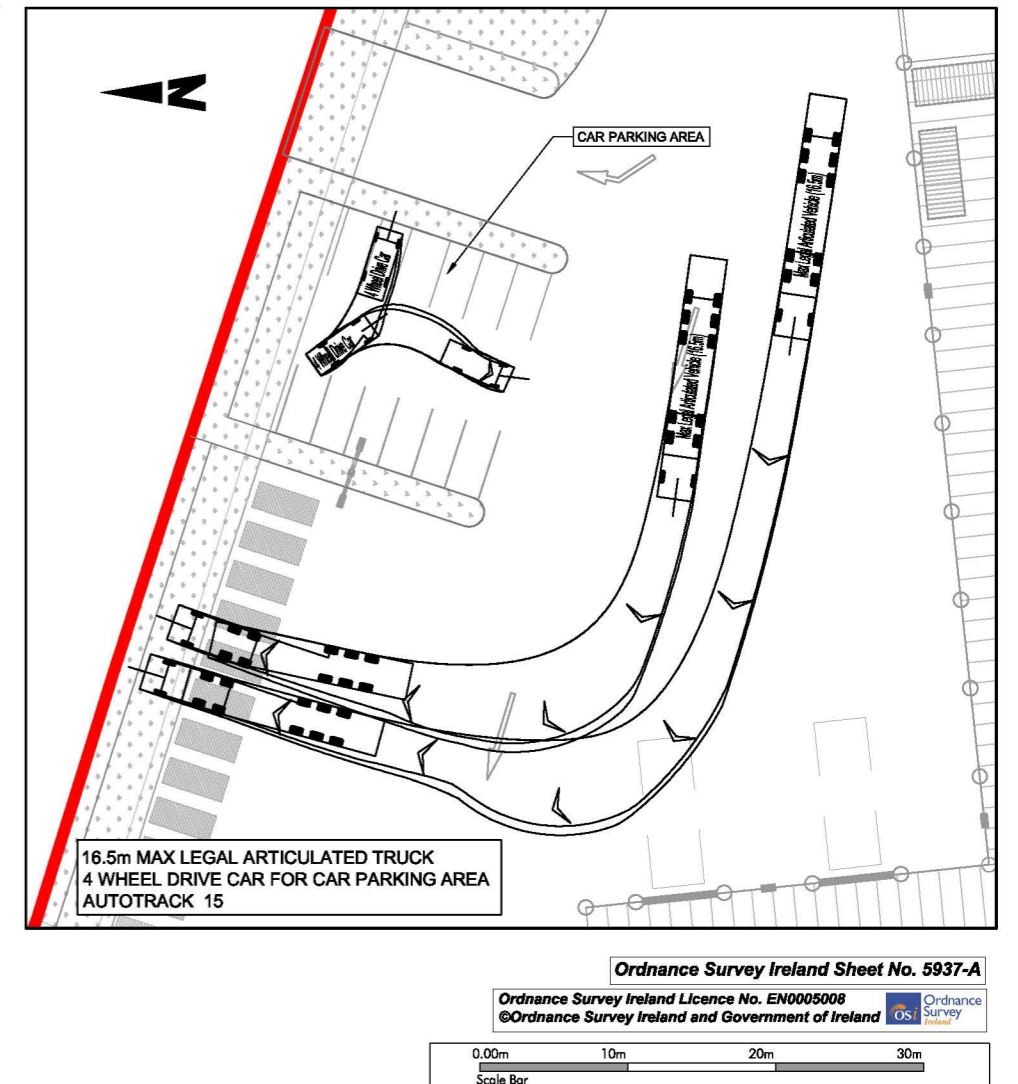 N
CAR PARKING AREA
4 Wheel Drive Car
4 Wheel Drive Car
Max Legal Articulated Vehicle (16.5m)
Max Legal Articulated Vehicle (16.5m)
16.5m MAX LEGAL ARTICULATED TRUCK
4 WHEEL DRIVE CAR FOR CAR PARKING AREA
AUTOTRACK 15
Ordnance Survey Ireland Sheet No. 5937-A
Ordnance Survey Ireland Licence No. EN0005008
©Ordnance Survey Ireland and Government of Ireland
OSi
Ordnance
Survey
Ireland
0.00m 10m 20m 30m
Scale Bar